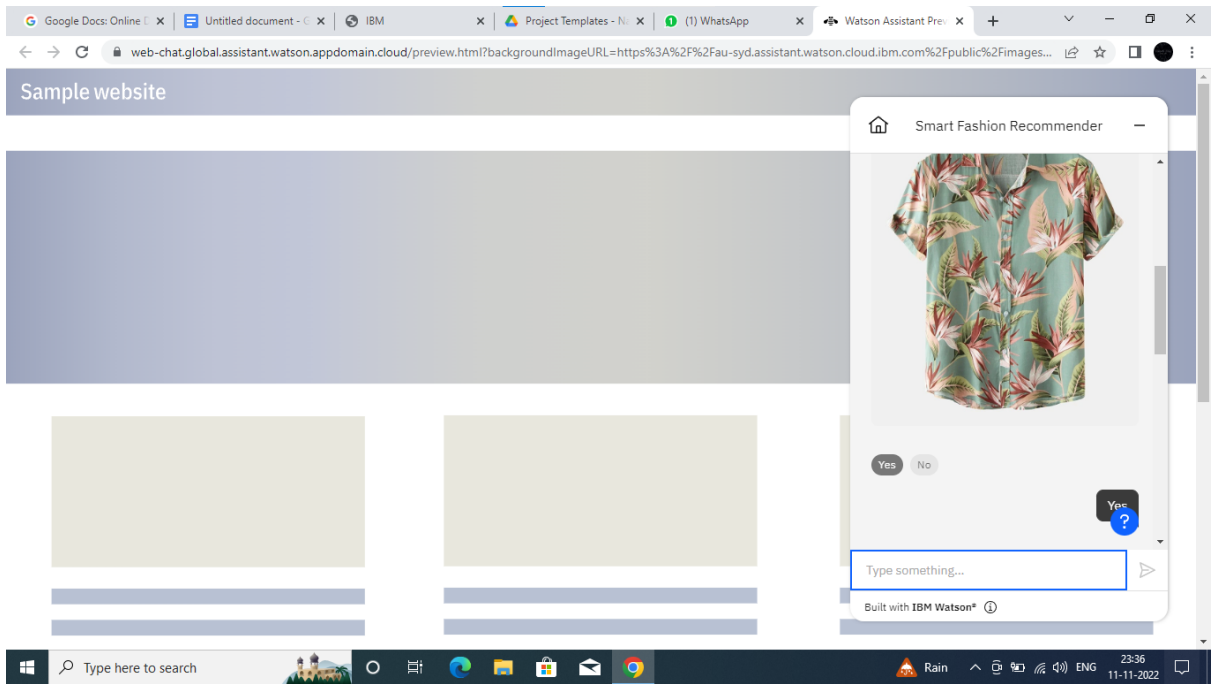 Google Docs: Online D
Untitled document - G
IBM
Project Templates - Na
(1) WhatsApp
Watson Assistant Prev
web-chat.global.assistant.watson.appdomain.cloud/preview.html?backgroundImageURL=https%3A%2F%2Fau-syd.assistant.watson.cloud.ibm.com%2Fpublic%2Fimages...
Sample website
Smart Fashion Recommender
Yes
No
Yes
?
Type something...
Built with IBM Watson®
Type here to search
Rain
ENG
23:36
11-11-2022